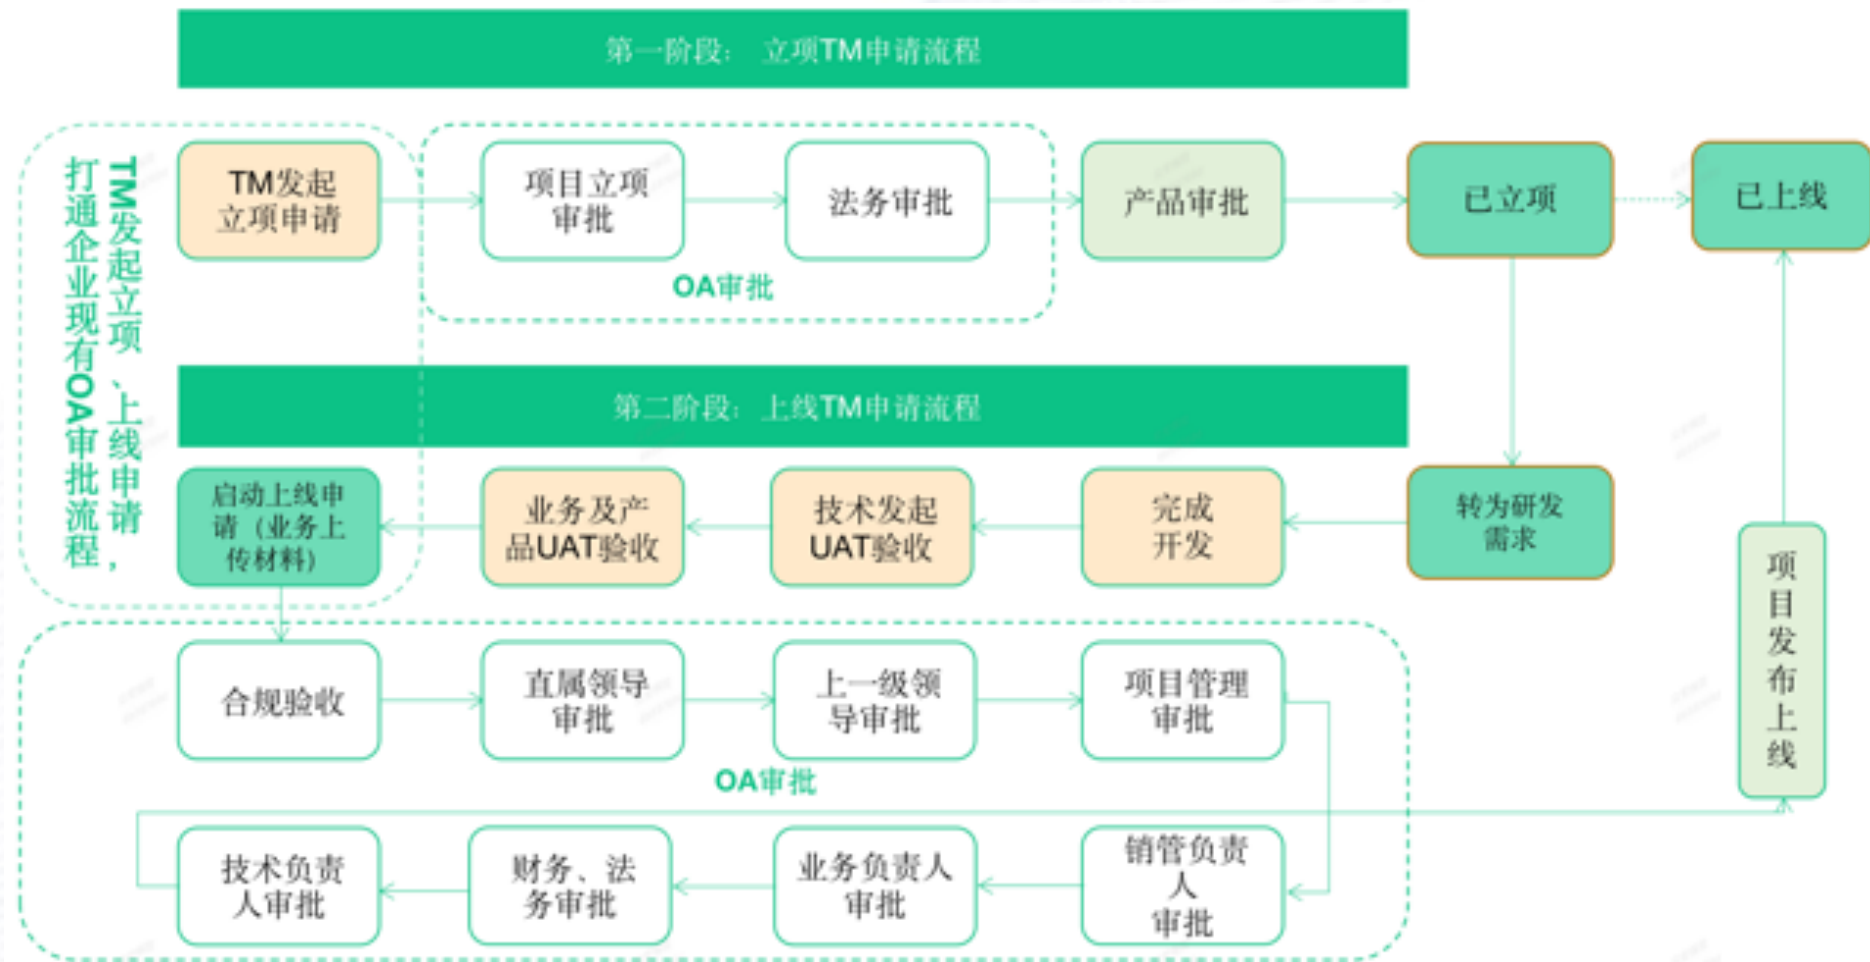 第一阶段： 立项TM申请流程
TM发起立项、上线申请，
打通企业现有OA审批流程
TM发起
立项申请
项目立项
审批
法务审批
OA审批
产品审批
已立项
已上线
第二阶段：上线TM申请流程
启动上线申
请（业务上
传材料）
业务及产
品UAT验收
技术发起
UAT验收
完成
开发
转为研发
需求
项目发布上线
合规验收
直属领导
审批
上一级领
导审批
项目管理
审批
OA审批
技术负责
人审批
财务、法
务审批
业务负责人
审批
销管负责
人
审批